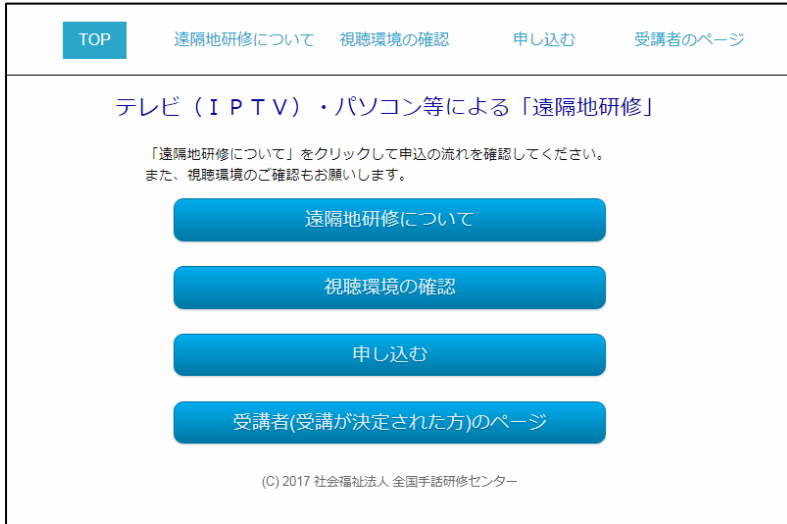 TOP 遠隔地研修について 視聴環境の確認 申し込む 受講者のページ
テレビ（ＩＰＴＶ）・パソコン等による「遠隔地研修」
「遠隔地研修について」をクリックして申込の流れを確認してください。
また、視聴環境のご確認もお願いします。
遠隔地研修について
視聴環境の確認
申し込む
受講者(受講が決定された方)のページ
(C) 2017 社会福祉法人 全国手話研修センター